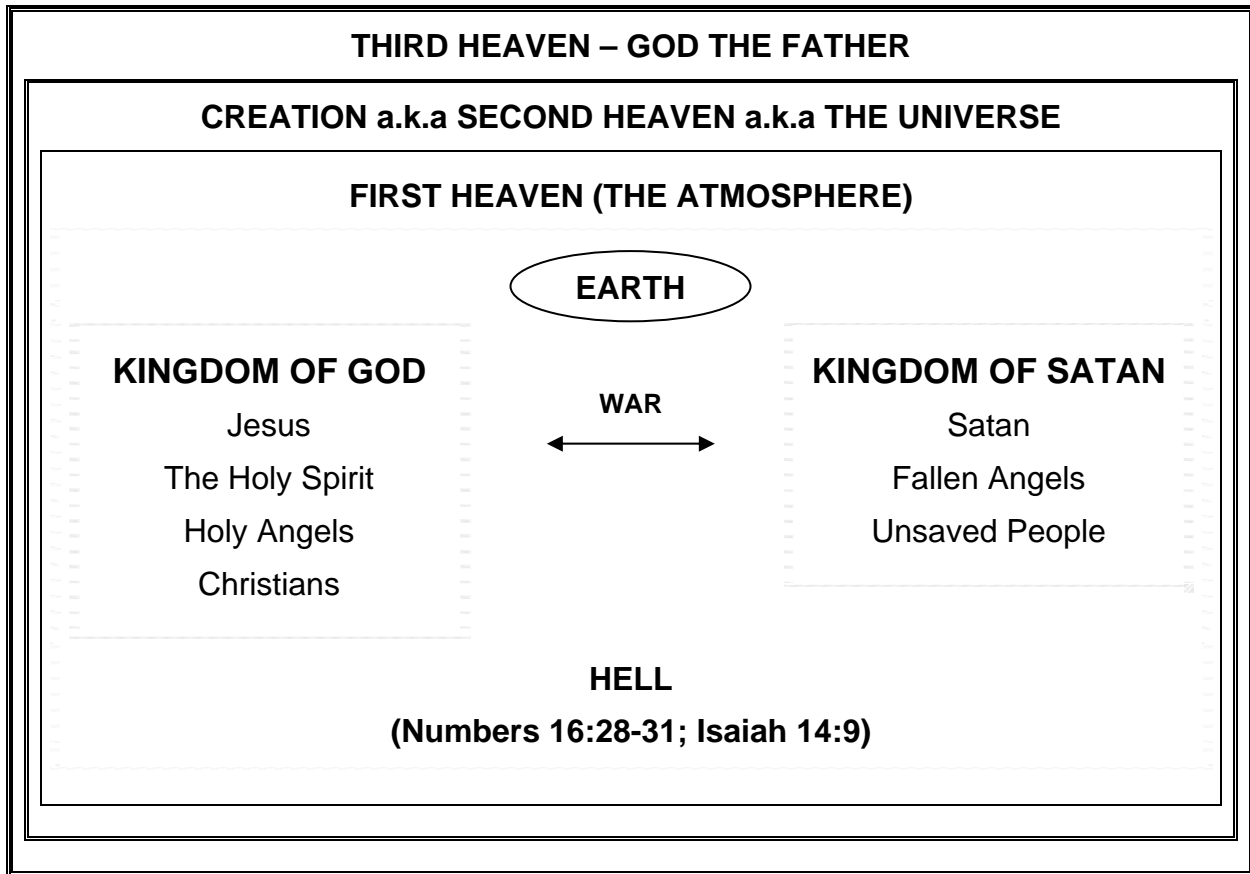 THIRD HEAVEN – GOD THE FATHER
CREATION a.k.a SECOND HEAVEN a.k.a THE UNIVERSE
FIRST HEAVEN (THE ATMOSPHERE)
EARTH
KINGDOM OF GOD
Jesus
The Holy Spirit
Holy Angels
Christians
WAR
KINGDOM OF SATAN
Satan
Fallen Angels
Unsaved People
HELL
(Numbers 16:28-31; Isaiah 14:9)